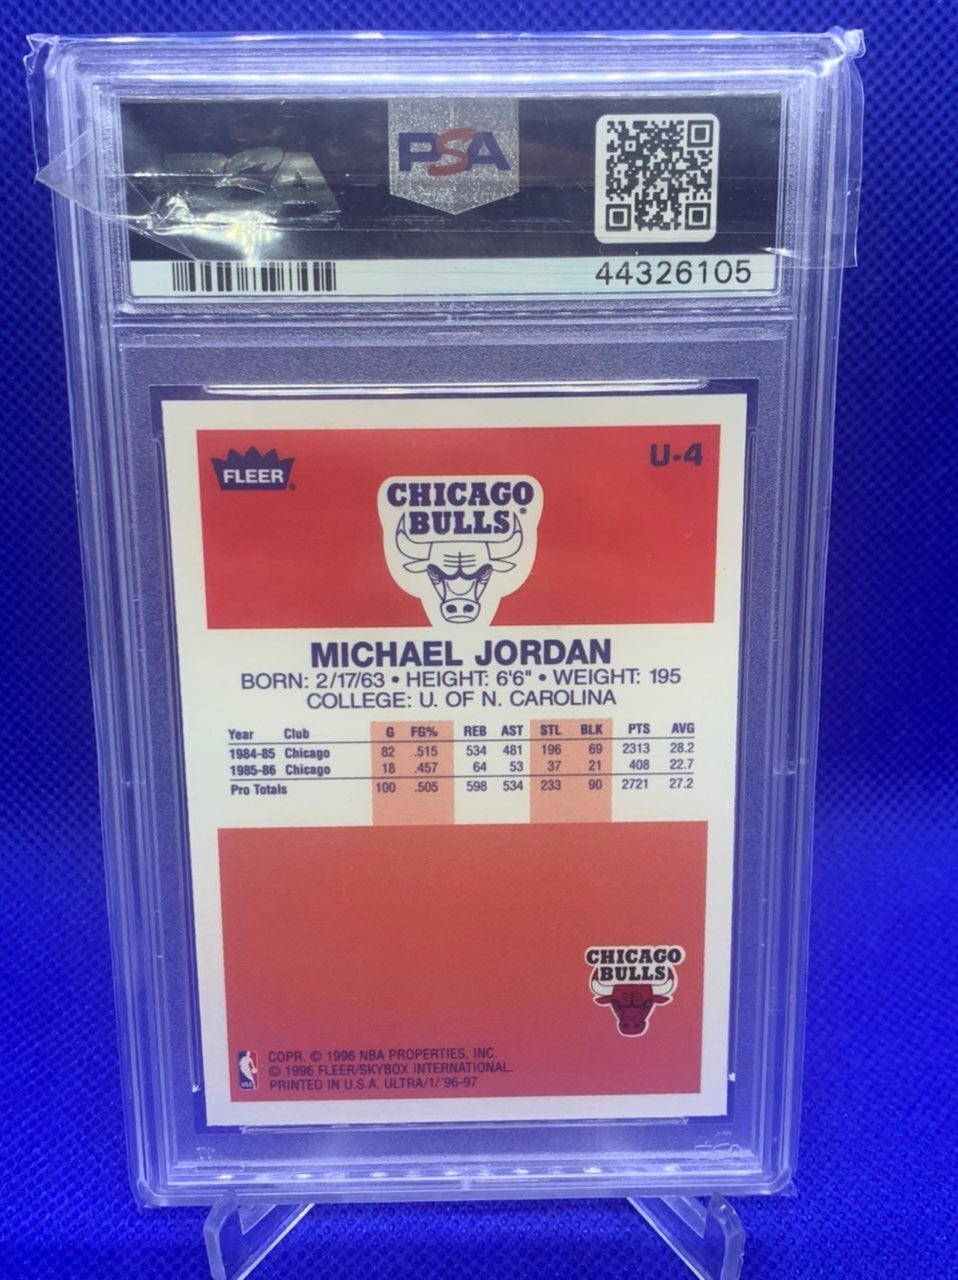 PSA
44326105
FLEER®
U-4
CHICAGO
BULLS®
MICHAEL JORDAN
BORN: 2/17/63 • HEIGHT: 6'6" • WEIGHT: 195
COLLEGE: U. OF N. CAROLINA
Year Club G FG% REB AST STL BLK PTS AVG
1984-85 Chicago 82 .515 534 481 196 69 2313 28.2
1985-86 Chicago 18 .457 64 53 37 21 408 22.7
Pro Totals 100 .505 598 534 233 90 2721 27.2
CHICAGO
BULLS
COPR. © 1996 NBA PROPERTIES, INC.
© 1996 FLEER/SKYBOX INTERNATIONAL.
PRINTED IN U.S.A. ULTRA/1/'96-97
NBA